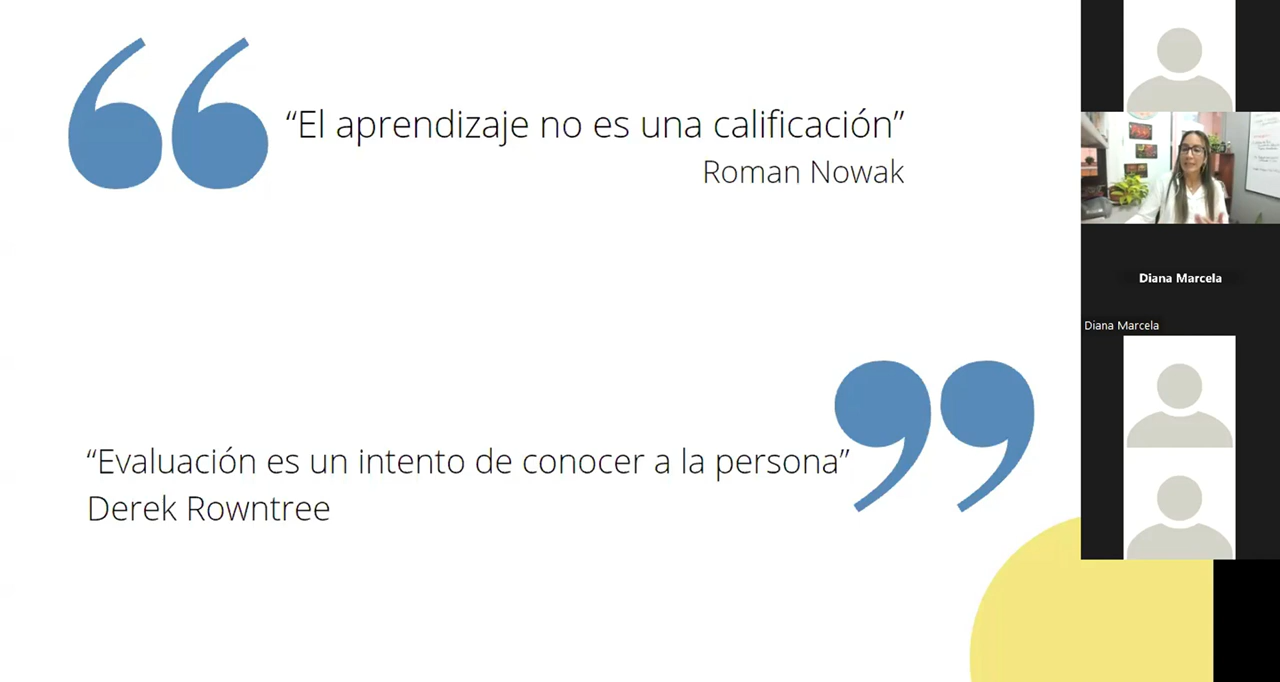 “El aprendizaje no es una calificación”
Roman Nowak
“Evaluación es un intento de conocer a la persona”
Derek Rowntree
Diana Marcela
Diana Marcela